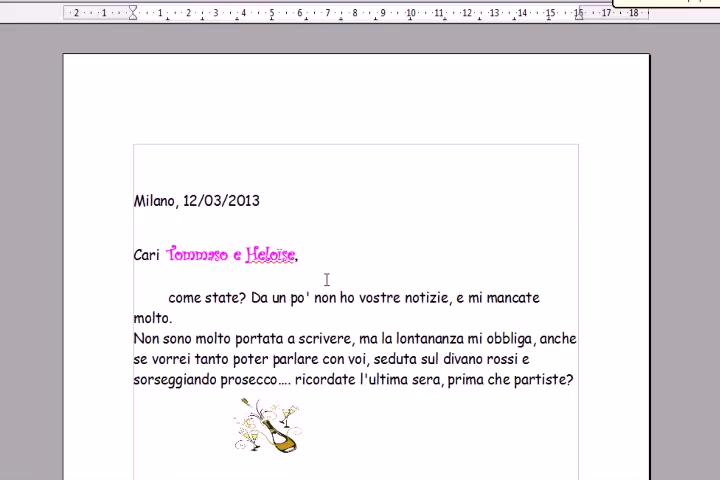 2 1 1 2 3 4 5 6 7 8 9 10 11 12 13 14 15 16 17 18
Milano, 12/03/2013
Cari Tommaso e Heloïse,
come state? Da un po' non ho vostre notizie, e mi mancate
molto.
Non sono molto portata a scrivere, ma la lontananza mi obbliga, anche
se vorrei tanto poter parlare con voi, seduta sul divano rossi e
sorseggiando prosecco.... ricordate l'ultima sera, prima che partiste?